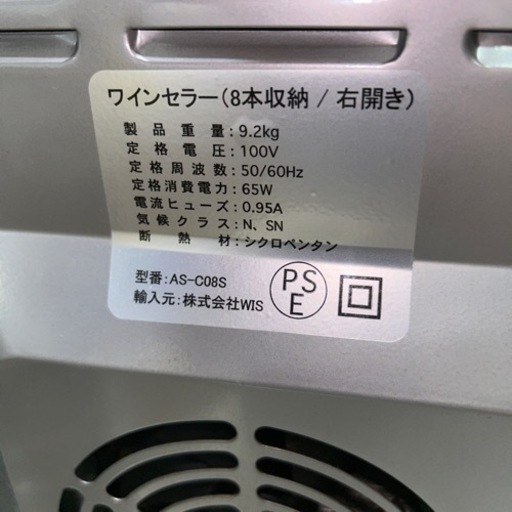 ワインセラー(8本収納 / 右開き)
製品重量:9.2kg
定格電圧:100V
定格周波数:50/60Hz
定格消費電力:65W
電流ヒューズ:0.95A
気候クラス:N、SN
断熱材:シクロペンタン
型番:AS-C08S
輸入元:株式会社WIS
PS
E